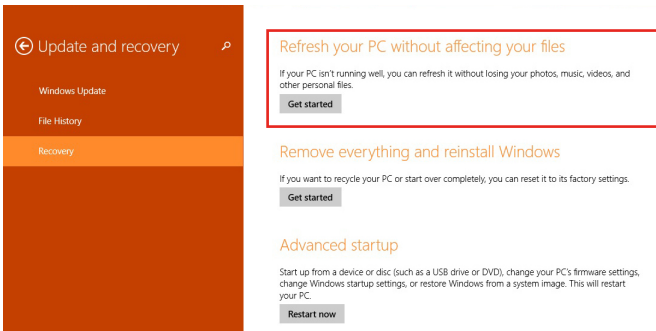 Update and recovery
Windows Update
File History
Recovery
Refresh your PC without affecting your files
If your PC isn't running well, you can refresh it without losing your photos, music, videos, and
other personal files.
Get started
Remove everything and reinstall Windows
If you want to recycle your PC or start over completely, you can reset it to its factory settings.
Get started
Advanced startup
Start up from a device or disc (such as a USB drive or DVD), change your PC's firmware settings,
change Windows startup settings, or restore Windows from a system image. This will restart
your PC.
Restart now